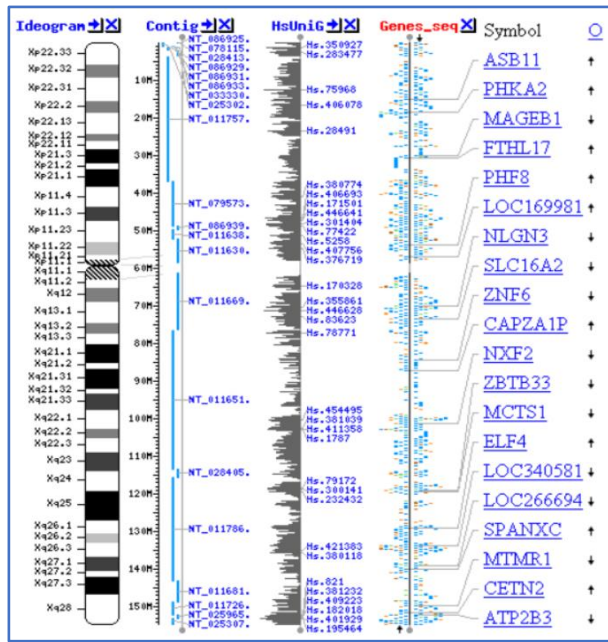 Ideogram Contig HsUniG Genes_seq Symbol O
Xp22.33
Xp22.32
Xp22.31
Xp22.2
Xp22.13
Xp22.12
Xp22.11
Xp21.3
Xp21.2
Xp21.1
Xp11.4
Xp11.3
Xp11.23
Xp11.22
Xp11.21
Xq11.1
Xq11.2
Xq12
Xq13.1
Xq13.2
Xq13.3
Xq21.1
Xq21.2
Xq21.31
Xq21.32
Xq21.33
Xq22.1
Xq22.2
Xq22.3
Xq23
Xq24
Xq25
Xq26.1
Xq26.2
Xq26.3
Xq27.1
Xq27.2
Xq27.3
Xq28
10M
20M
30M
40M
50M
60M
70M
80M
90M
100M
110M
120M
130M
140M
150M
NT_086925.
NT_078115.
NT_028413.
NT_086929.
NT_086931.
NT_086933.
NT_033330.
NT_025302.
NT_011757.
NT_079573.
NT_086939.
NT_011638.
NT_011630.
NT_011669.
NT_011651.
NT_028405.
NT_011786.
NT_011681.
NT_011726.
NT_025965.
NT_025307.
Hs.350927
Hs.283477
Hs.75968
Hs.406078
Hs.28491
Hs.380774
Hs.406693
Hs.171501
Hs.446641
Hs.301404
Hs.77422
Hs.5258
Hs.407756
Hs.376719
Hs.170328
Hs.355861
Hs.446628
Hs.83623
Hs.78771
Hs.454495
Hs.381039
Hs.411358
Hs.1787
Hs.79172
Hs.300141
Hs.232432
Hs.421383
Hs.380118
Hs.821
Hs.381232
Hs.409223
Hs.182018
Hs.401929
Hs.195464
ASB11
PHKA2
MAGEB1
FTHL17
PHF8
LOC169981
NLGN3
SLC16A2
ZNF6
CAPZA1P
NXF2
ZBTB33
MCTS1
ELF4
LOC340581
LOC266694
SPANXC
MTMR1
CETN2
ATP2B3